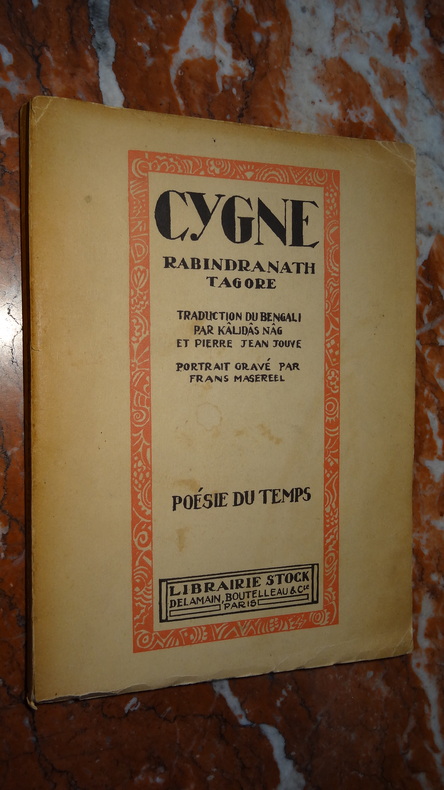 CYGNE
RABINDRANATH
TAGORE
TRADUCTION DU BENGALI
PAR KÂLIDÂS NÂG
ET PIERRE JEAN JOUVE
PORTRAIT GRAVÉ PAR
FRANS MASEREEL
POÉSIE DU TEMPS
LIBRAIRIE STOCK
DELAMAIN, BOUTELLEAU & Cie
PARIS